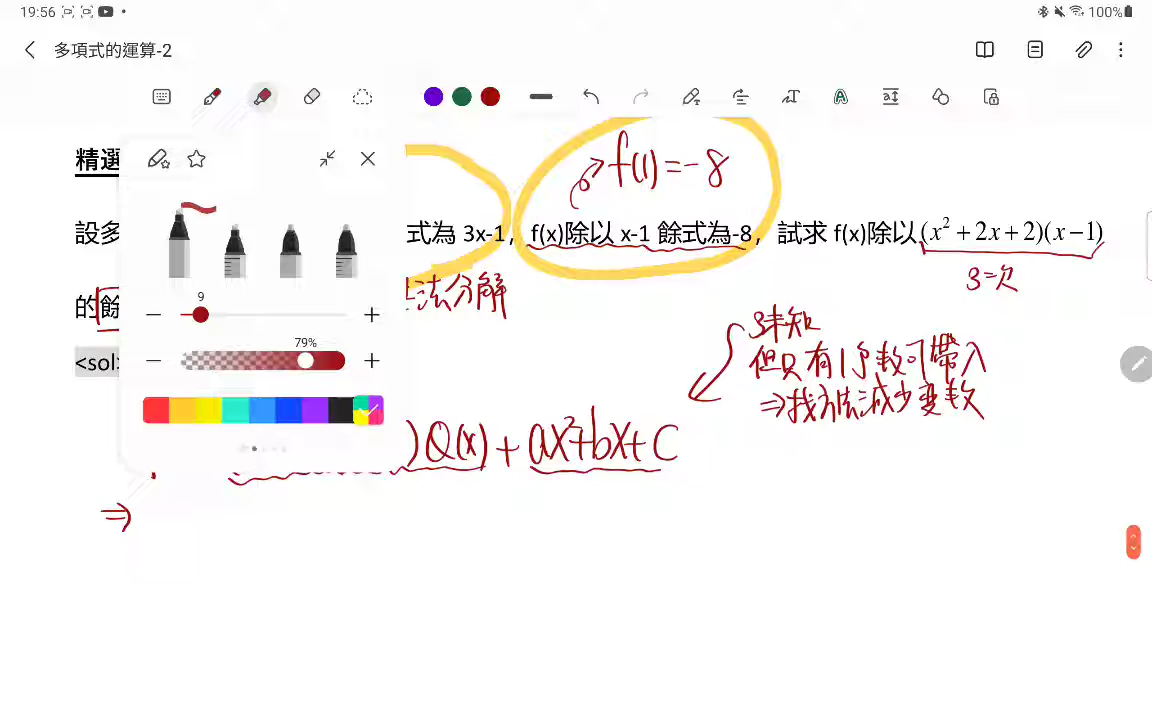 19:56
100%
多項式的運算-2
精選
f(1)=-8
設多 式為 3x-1，f(x)除以 x-1 餘式為-8，試求 f(x)除以(x²+2x+2)(x-1)
3=次
的餘 法分解
9
3未知
79%
<sol> 但只有1个數可帶入
⇒找方法減少變數
)Q(x)+ax²+bx+c
⇒